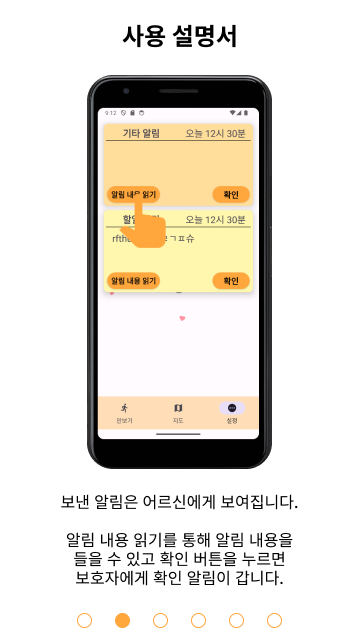 사용 설명서
9:12
기타 알림 오늘 12시 30분
알림 내용 읽기 확인
할일 오늘 12시 30분
rfthe ㄱㅍ슈
알림 내용 읽기 확인
만보기 지도 설정
보낸 알림은 어르신에게 보여집니다.
알림 내용 읽기를 통해 알림 내용을
들을 수 있고 확인 버튼을 누르면
보호자에게 확인 알림이 갑니다.